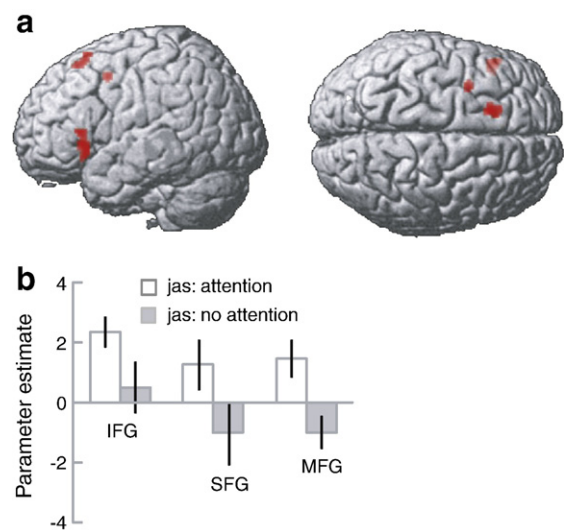 a
b
4
2
0
-2
-4
Parameter estimate
jas: attention
jas: no attention
IFG
SFG
MFG